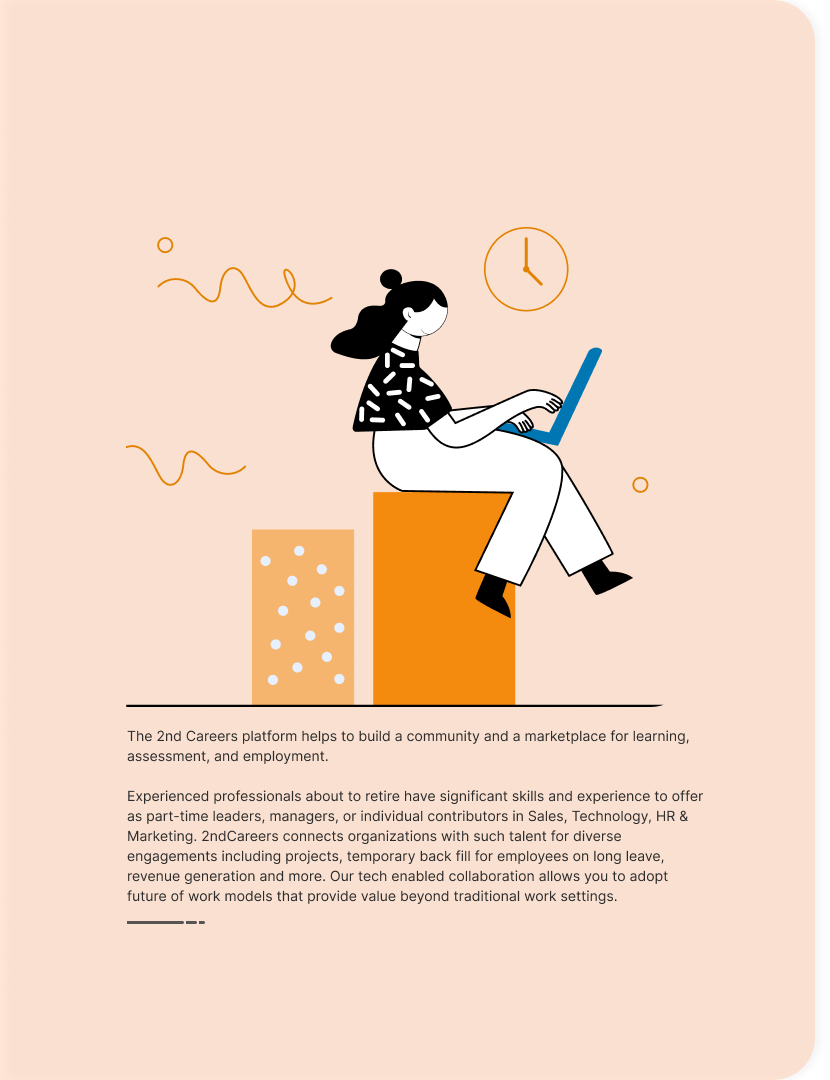 The 2nd Careers platform helps to build a community and a marketplace for learning,
assessment, and employment.
Experienced professionals about to retire have significant skills and experience to offer
as part-time leaders, managers, or individual contributors in Sales, Technology, HR &
Marketing. 2ndCareers connects organizations with such talent for diverse
engagements including projects, temporary back fill for employees on long leave,
revenue generation and more. Our tech enabled collaboration allows you to adopt
future of work models that provide value beyond traditional work settings.